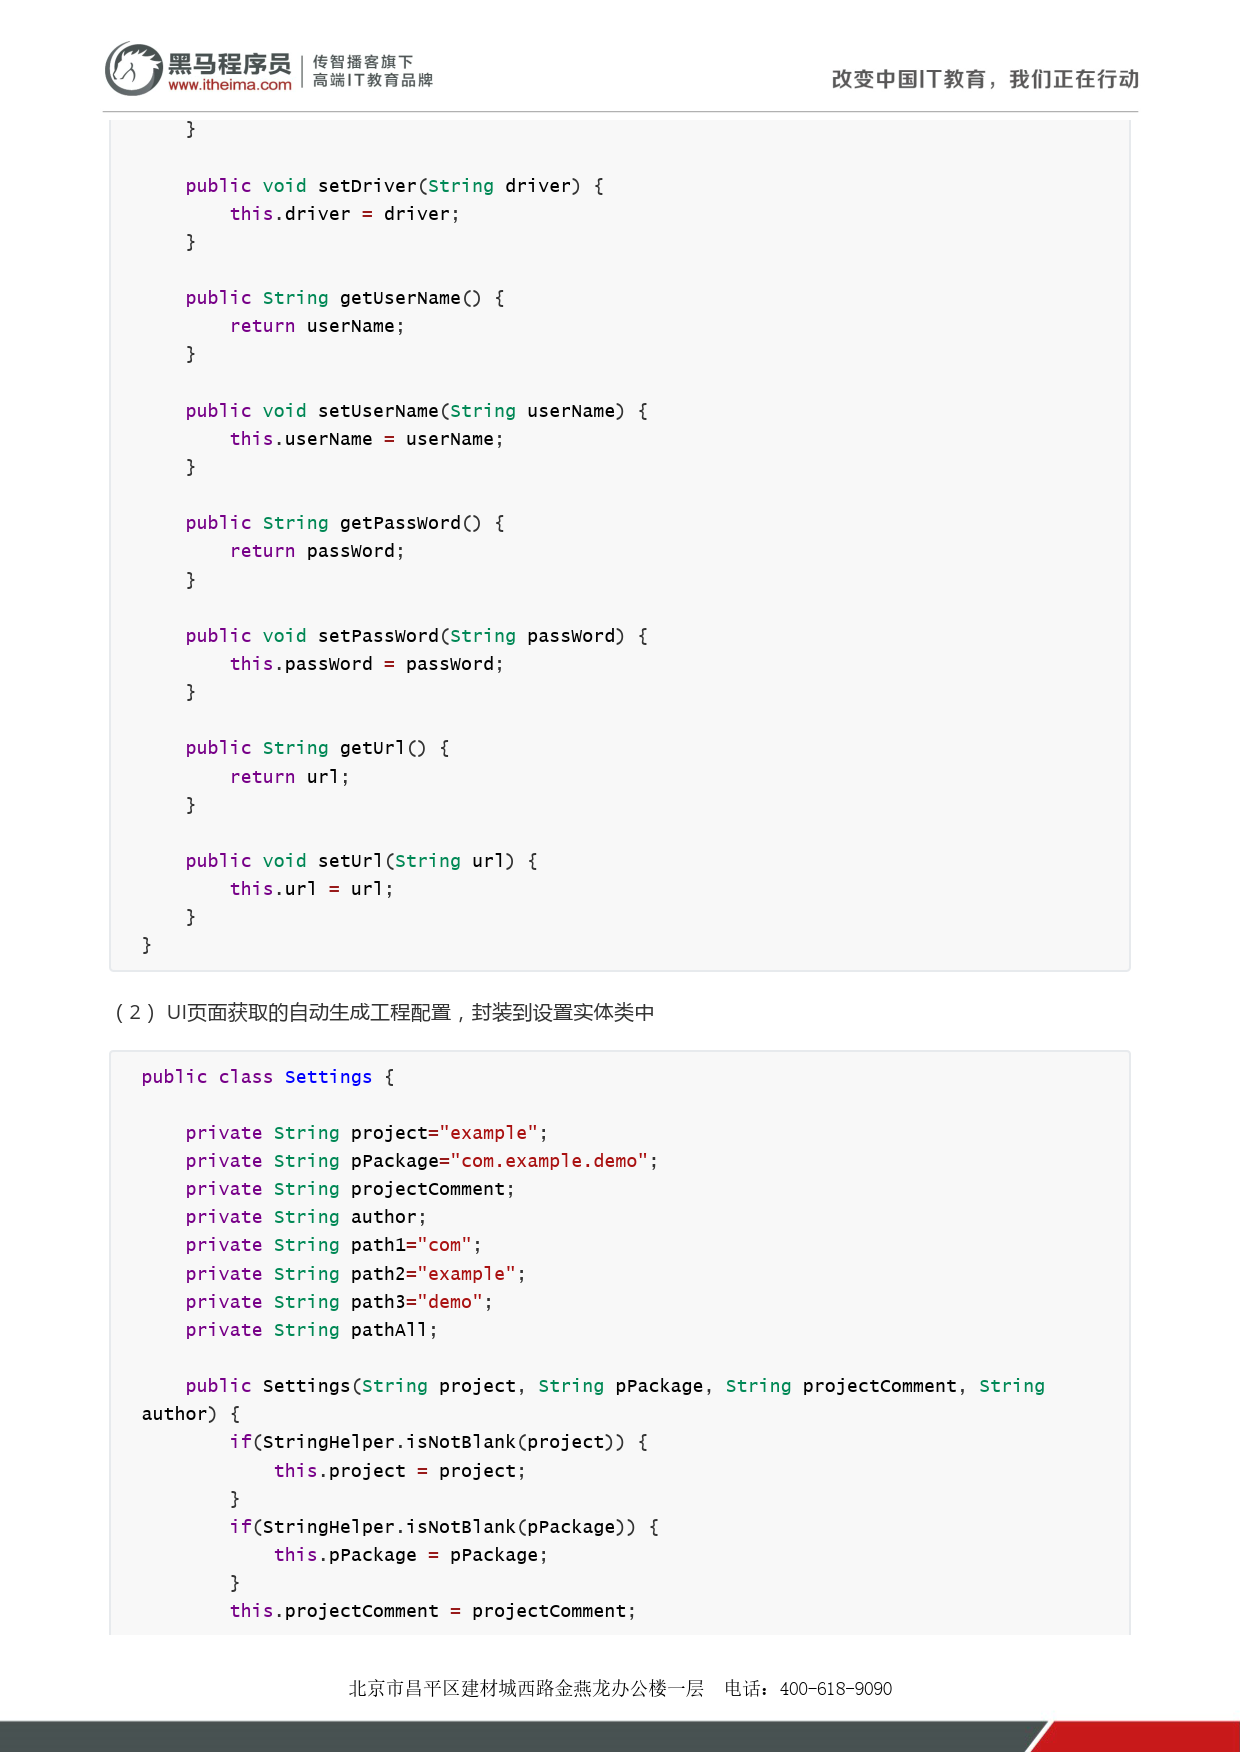 黑马程序员 传智播客旗下
www.itheima.com 高端IT教育品牌
改变中国IT教育，我们正在行动
    }

    public void setDriver(String driver) {
        this.driver = driver;
    }

    public String getUserName() {
        return userName;
    }

    public void setUserName(String userName) {
        this.userName = userName;
    }

    public String getPassWord() {
        return passWord;
    }

    public void setPassWord(String passWord) {
        this.passWord = passWord;
    }

    public String getUrl() {
        return url;
    }

    public void setUrl(String url) {
        this.url = url;
    }
}
（2） UI页面获取的自动生成工程配置，封装到设置实体类中
public class Settings {

    private String project="example";
    private String pPackage="com.example.demo";
    private String projectComment;
    private String author;
    private String path1="com";
    private String path2="example";
    private String path3="demo";
    private String pathAll;

    public Settings(String project, String pPackage, String projectComment, String
author) {
        if(StringHelper.isNotBlank(project)) {
            this.project = project;
        }
        if(StringHelper.isNotBlank(pPackage)) {
            this.pPackage = pPackage;
        }
        this.projectComment = projectComment;
北京市昌平区建材城西路金燕龙办公楼一层 电话：400-618-9090